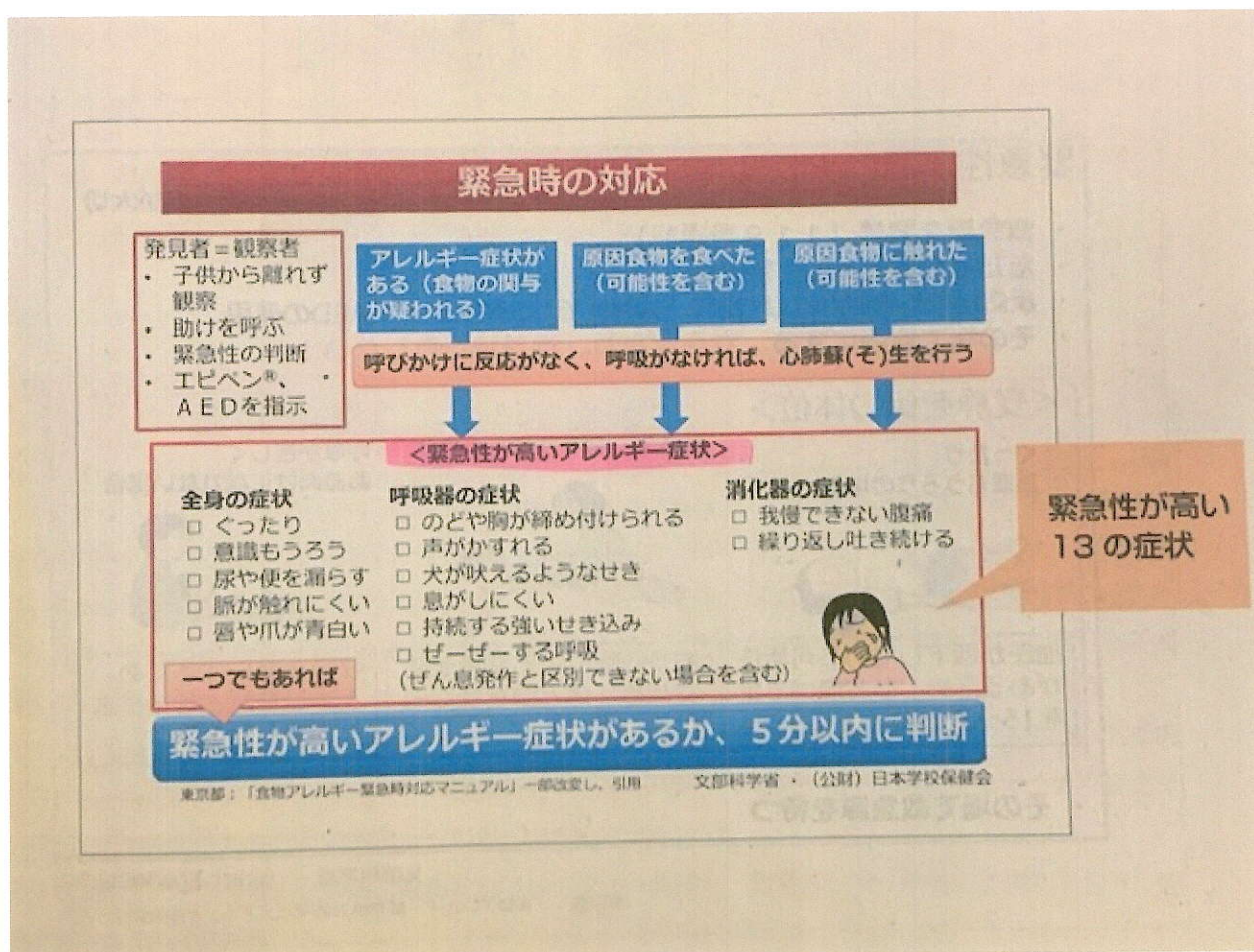 緊急時の対応
発見者＝観察者
・ 子供から離れず
観察
・ 助けを呼ぶ
・ 緊急性の判断
・ エピペン®、
ＡＥＤを指示
アレルギー症状が
ある（食物の関与
が疑われる）
原因食物を食べた
（可能性を含む）
原因食物に触れた
（可能性を含む）
呼びかけに反応がなく、呼吸がなければ、心肺蘇(そ)生を行う
＜緊急性が高いアレルギー症状＞
全身の症状
□ ぐったり
□ 意識もうろう
□ 尿や便を漏らす
□ 脈が触れにくい
□ 唇や爪が青白い
呼吸器の症状
□ のどや胸が締め付けられる
□ 声がかすれる
□ 犬が吠えるようなせき
□ 息がしにくい
□ 持続する強いせき込み
□ ぜーぜーする呼吸
（ぜん息発作と区別できない場合を含む）
消化器の症状
□ 我慢できない腹痛
□ 繰り返し吐き続ける
緊急性が高い
13 の症状
一つでもあれば
緊急性が高いアレルギー症状があるか、５分以内に判断
東京都：「食物アレルギー緊急時対応マニュアル」一部改変し、引用
文部科学省・（公財）日本学校保健会
その場で救急隊を待つ